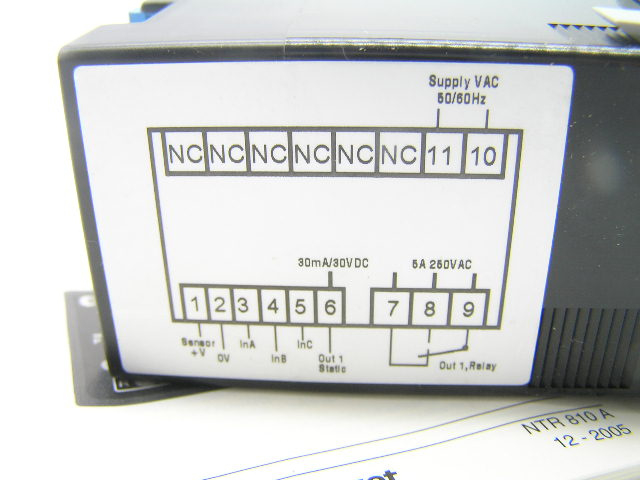 Supply VAC
50/60Hz
NC NC NC NC NC NC 11 10
30mA/30VDC 5A 250VAC
1 2 3 4 5 6 7 8 9
Sensor +V 0V InA InB InC Out 1 Static
Out 1, Relay
NTR 810 A
12-2005